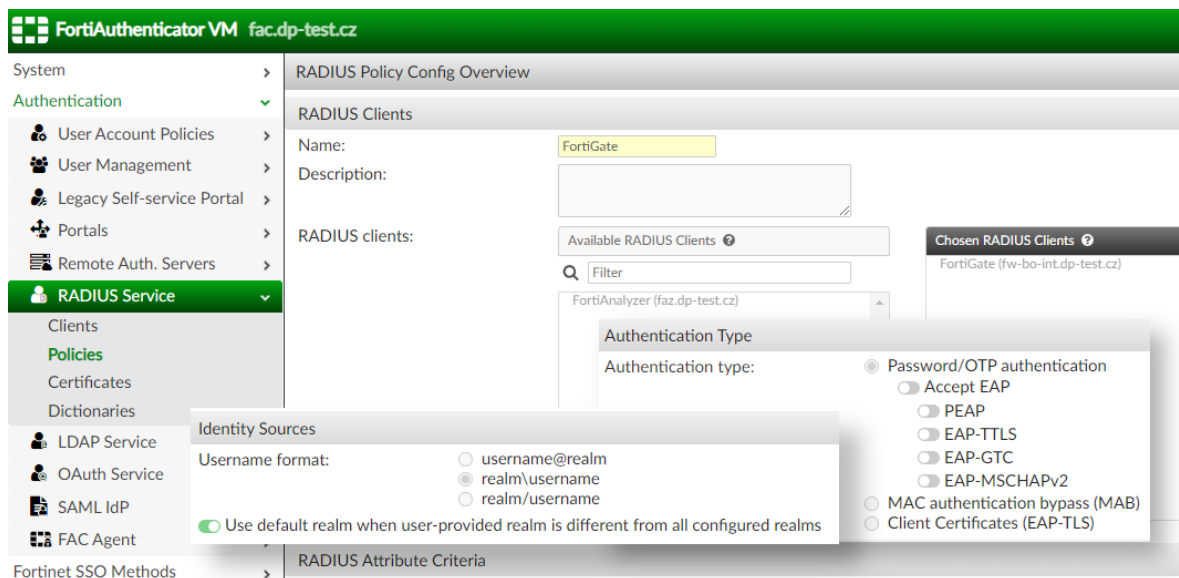 FortiAuthenticator VM fac.dp-test.cz
System
Authentication
User Account Policies
User Management
Legacy Self-service Portal
Portals
Remote Auth. Servers
RADIUS Service
Clients
Policies
Certificates
Dictionaries
LDAP Service
OAuth Service
SAML IdP
FAC Agent
Fortinet SSO Methods
RADIUS Policy Config Overview
RADIUS Clients
Name:
FortiGate
Description:
RADIUS clients:
Available RADIUS Clients
Filter
FortiAnalyzer (faz.dp-test.cz)
Chosen RADIUS Clients
FortiGate (fw-bo-int.dp-test.cz)
Authentication Type
Authentication type:
Password/OTP authentication
Accept EAP
PEAP
EAP-TTLS
EAP-GTC
EAP-MSCHAPv2
MAC authentication bypass (MAB)
Client Certificates (EAP-TLS)
Identity Sources
Username format:
username@realm
realm\username
realm/username
Use default realm when user-provided realm is different from all configured realms
RADIUS Attribute Criteria